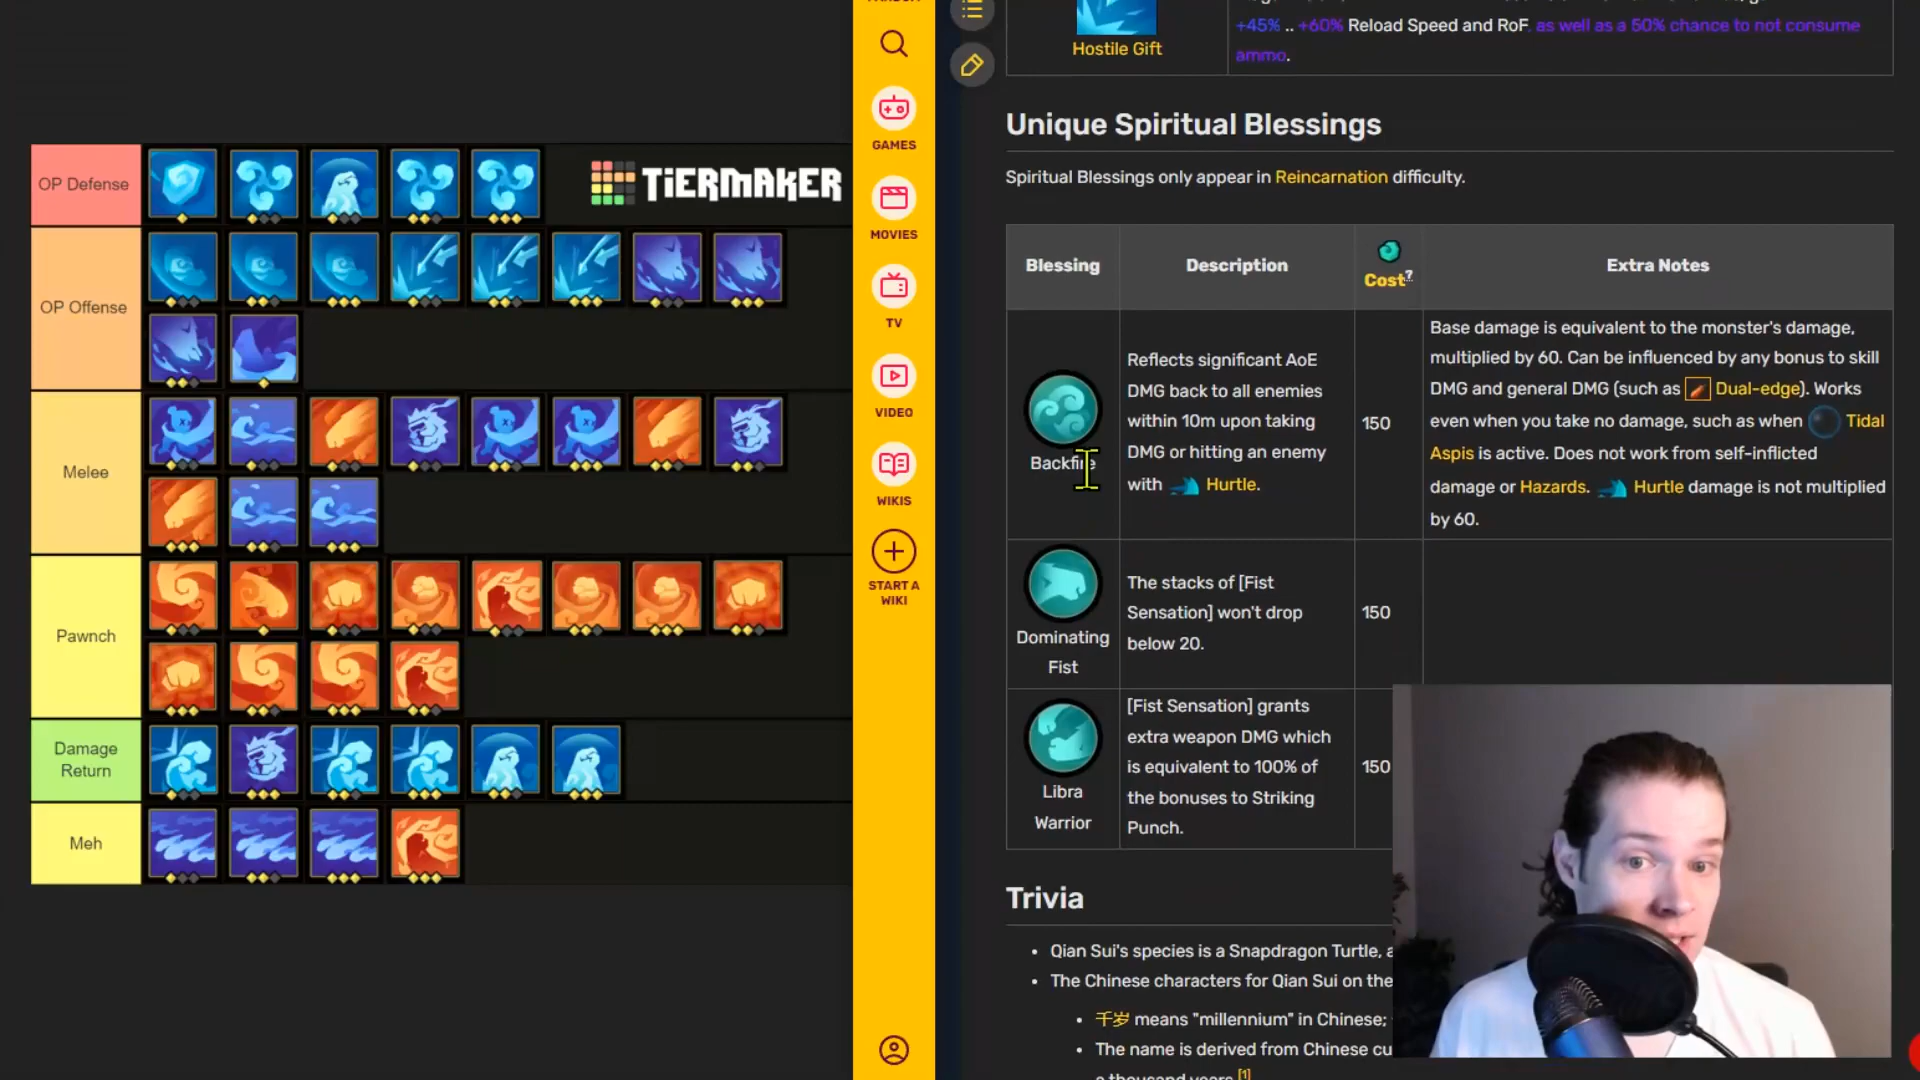 OP Defense
TiERMAKER
OP Offense
Melee
Pawnch
Damage
Return
Meh
GAMES
MOVIES
TV
VIDEO
WIKIS
START A
WIKI
Hostile Gift
+45% .. +60% Reload Speed and RoF, as well as a 50% chance to not consume
ammo.
Unique Spiritual Blessings
Spiritual Blessings only appear in Reincarnation difficulty.
Blessing
Description
Cost?
Extra Notes
Backfire
Reflects significant AoE
DMG back to all enemies
within 10m upon taking
DMG or hitting an enemy
with Hurtle.
150
Base damage is equivalent to the monster's damage,
multiplied by 60. Can be influenced by any bonus to skill
DMG and general DMG (such as Dual-edge). Works
even when you take no damage, such as when Tidal
Aspis is active. Does not work from self-inflicted
damage or Hazards. Hurtle damage is not multiplied
by 60.
Dominating
Fist
The stacks of [Fist
Sensation] won't drop
below 20.
150
Libra
Warrior
[Fist Sensation] grants
extra weapon DMG which
is equivalent to 100% of
the bonuses to Striking
Punch.
150
Trivia
• Qian Sui's species is a Snapdragon Turtle,
• The Chinese characters for Qian Sui on the
• 千岁 means "millennium" in Chinese;
• The name is derived from Chinese cu
a thousand years.[1]